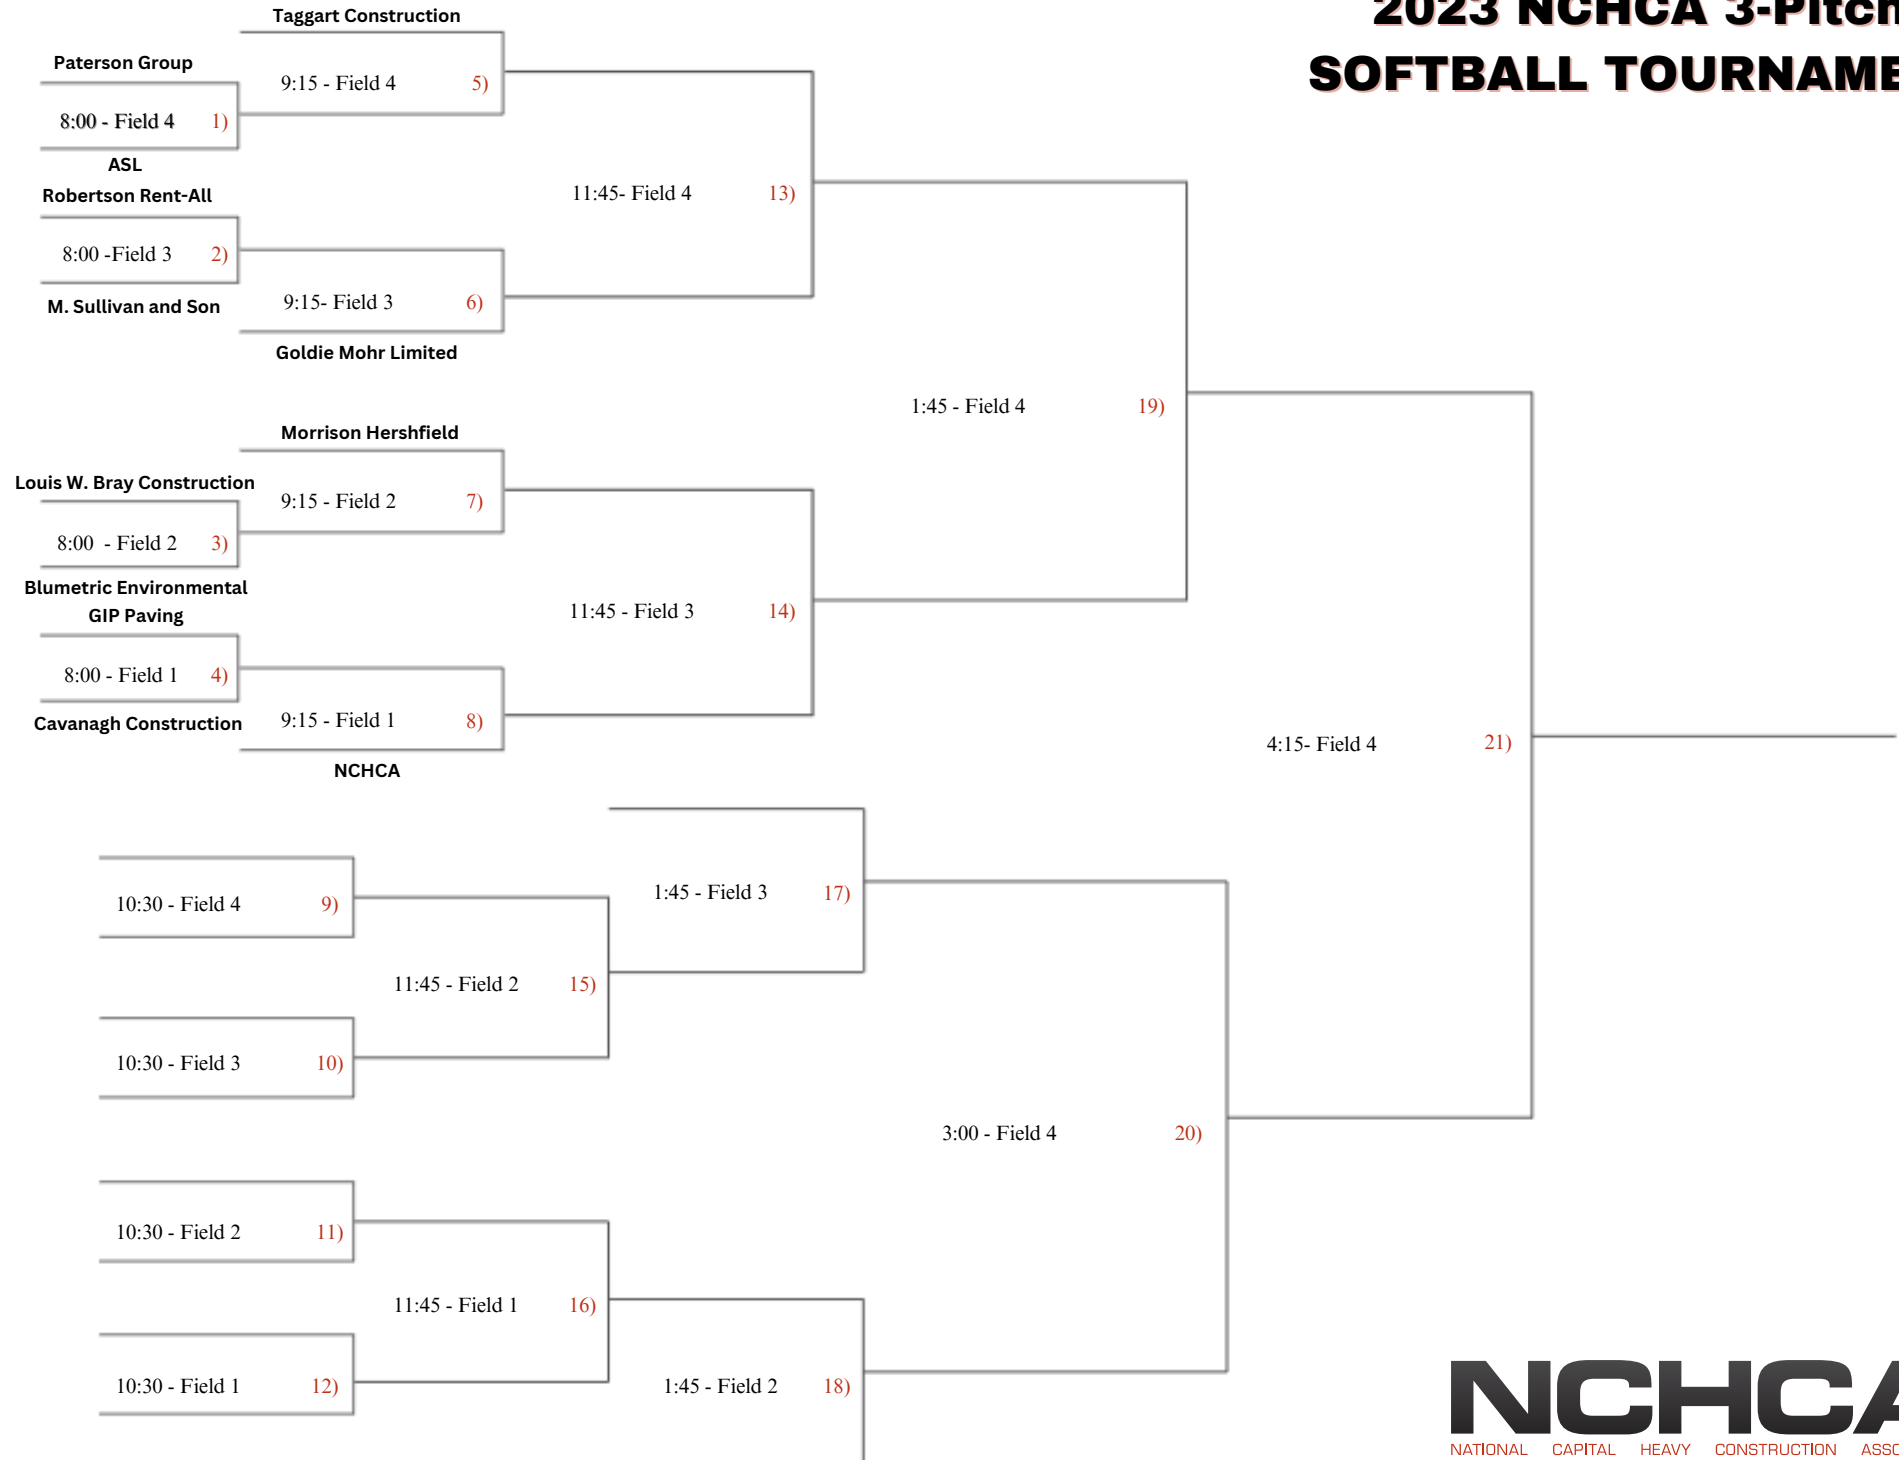 2023 NCHCA 3-Pitch
SOFTBALL TOURNAME
Taggart Construction
Paterson Group
9:15 - Field 4 5)
8:00 - Field 4 1)
ASL
Robertson Rent-All
11:45- Field 4 13)
8:00 -Field 3 2)
M. Sullivan and Son
9:15- Field 3 6)
Goldie Mohr Limited
1:45 - Field 4 19)
Morrison Hershfield
Louis W. Bray Construction
9:15 - Field 2 7)
8:00 - Field 2 3)
Blumetric Environmental
GIP Paving
11:45 - Field 3 14)
8:00 - Field 1 4)
Cavanagh Construction
9:15 - Field 1 8)
NCHCA
4:15- Field 4 21)
1:45 - Field 3 17)
10:30 - Field 4 9)
11:45 - Field 2 15)
10:30 - Field 3 10)
3:00 - Field 4 20)
10:30 - Field 2 11)
11:45 - Field 1 16)
10:30 - Field 1 12)
1:45 - Field 2 18)
NCHCA
NATIONAL CAPITAL HEAVY CONSTRUCTION ASSO